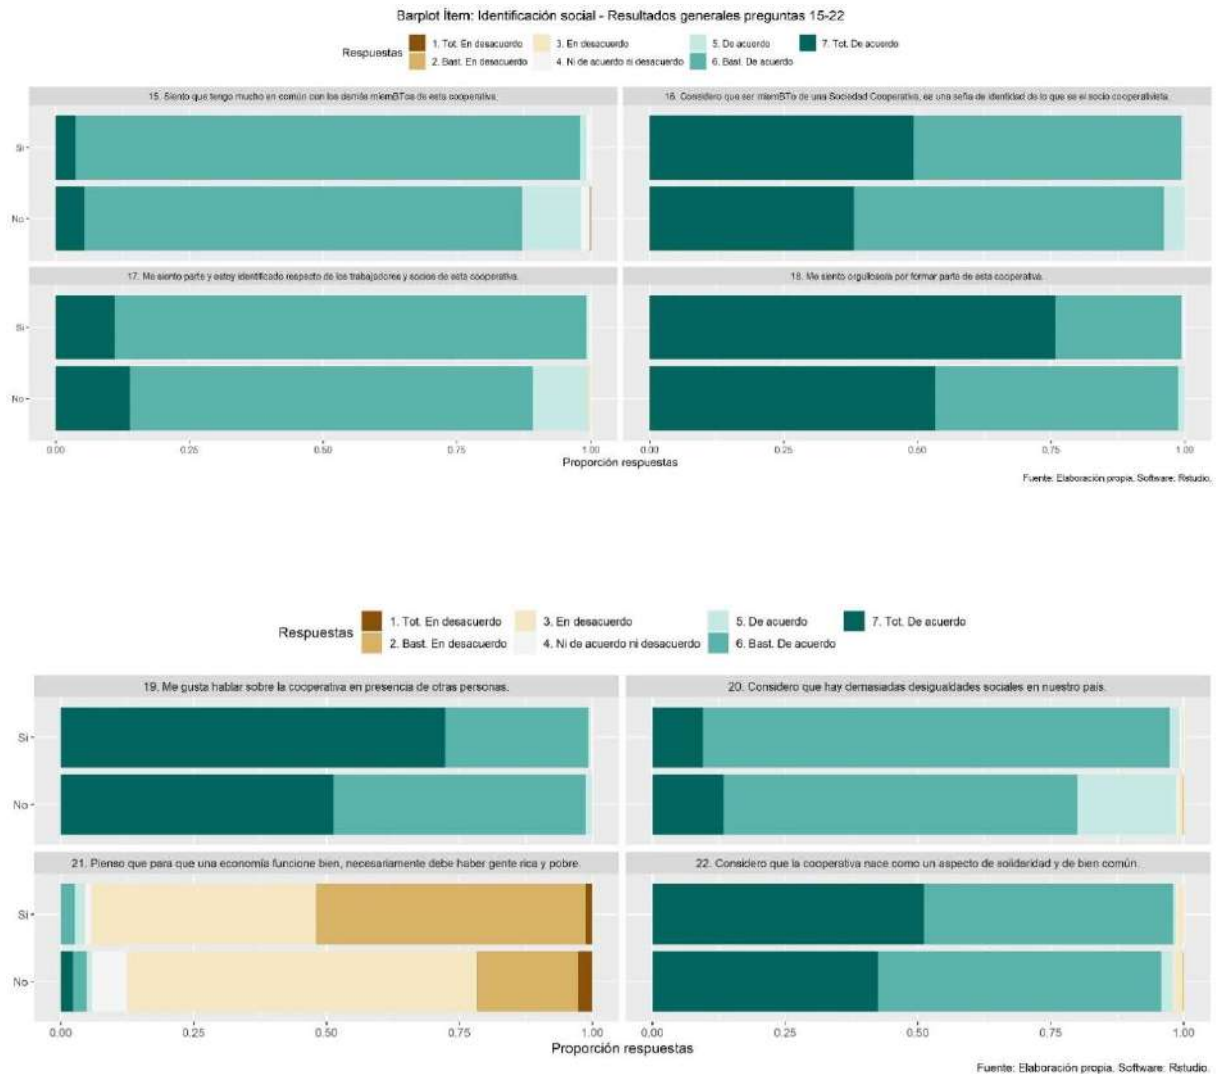 Barplot Ítem: Identificación social - Resultados generales preguntas 15-22
Respuestas
1. Tot. En desacuerdo
3. En desacuerdo
5. De acuerdo
7. Tot. De acuerdo
2. Bast. En desacuerdo
4. Ni de acuerdo ni desacuerdo
6. Bast. De acuerdo
15. Siento que tengo mucho en común con los demás miemBTos de esta cooperativa.
16. Considero que ser miemBTo de una Sociedad Cooperativa, es una seña de identidad de lo que se el socio cooperativista.
Si
No
17. Me siento parte y estoy identificado respecto de los trabajadores y socios de esta cooperativa.
18. Me siento orgulloso/a por formar parte de esta cooperativa.
Si
No
0.00 0.25 0.50 0.75 1.00 0.00 0.25 0.50 0.75 1.00
Proporción respuestas
Fuente: Elaboración propia. Software: Rstudio.
Respuestas
1. Tot. En desacuerdo
3. En desacuerdo
5. De acuerdo
7. Tot. De acuerdo
2. Bast. En desacuerdo
4. Ni de acuerdo ni desacuerdo
6. Bast. De acuerdo
19. Me gusta hablar sobre la cooperativa en presencia de otras personas.
20. Considero que hay demasiadas desigualdades sociales en nuestro país.
Si
No
21. Pienso que para que una economía funcione bien, necesariamente debe haber gente rica y pobre.
22. Considero que la cooperativa nace como un aspecto de solidaridad y de bien común.
Si
No
0.00 0.25 0.50 0.75 1.00 0.00 0.25 0.50 0.75 1.00
Proporción respuestas
Fuente: Elaboración propia. Software: Rstudio.